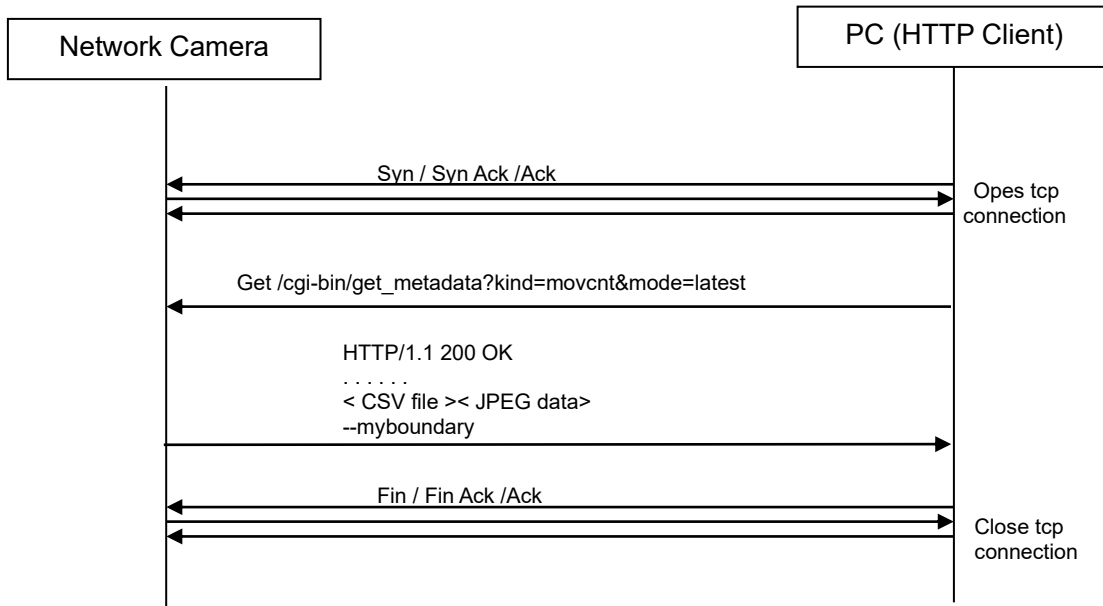 Network Camera
PC (HTTP Client)
Syn / Syn Ack /Ack
Opes tcp
connection
Get /cgi-bin/get_metadata?kind=movcnt&mode=latest
HTTP/1.1 200 OK
. . . . . .
< CSV file >< JPEG data>
--myboundary
Fin / Fin Ack /Ack
Close tcp
connection